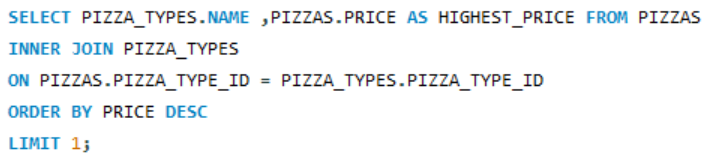 SELECT PIZZA_TYPES.NAME ,PIZZAS.PRICE AS HIGHEST_PRICE FROM PIZZAS
INNER JOIN PIZZA_TYPES
ON PIZZAS.PIZZA_TYPE_ID = PIZZA_TYPES.PIZZA_TYPE_ID
ORDER BY PRICE DESC
LIMIT 1;